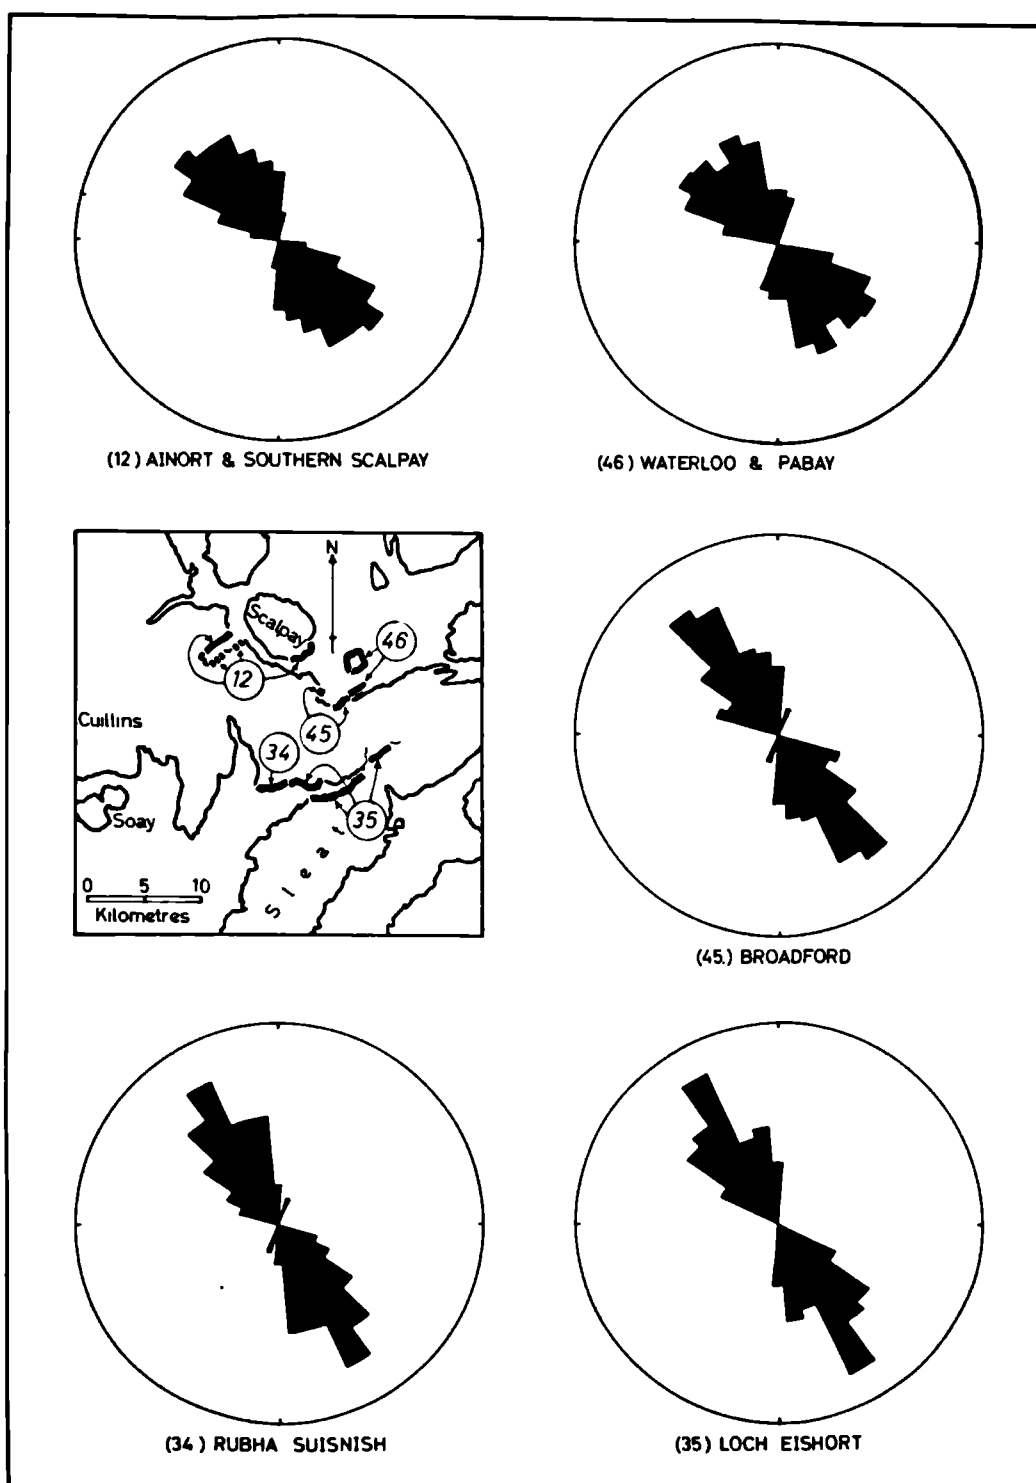 (12) AINORT & SOUTHERN SCALPAY
(46) WATERLOO & PABAY
N
Scalpay
46
12
45
Cuillins
34
35
Soay
Sleat
0 5 10
Kilometres
(45.) BROADFORD
(34) RUBHA SUISNISH
(35) LOCH EISHORT